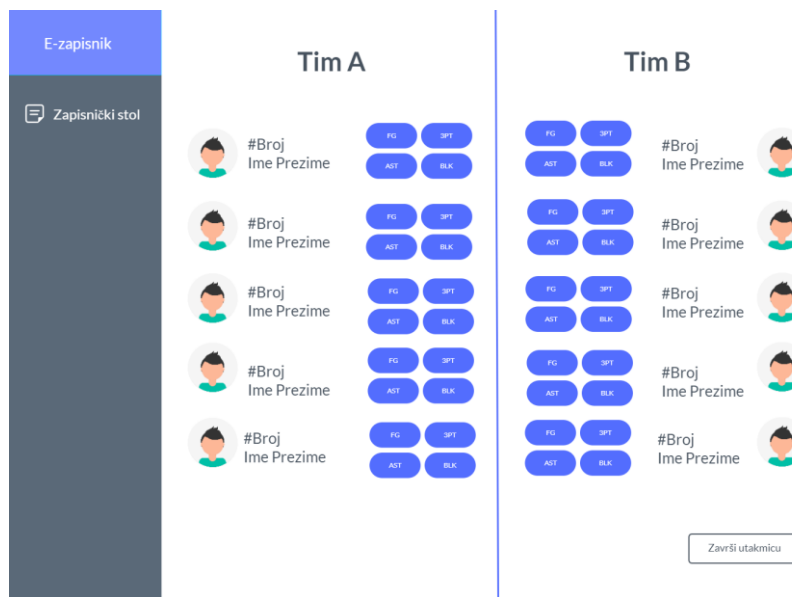 E-zapisnik
Zapisnički stol
Tim A
#Broj
Ime Prezime
FG 3PT
AST BLK
#Broj
Ime Prezime
FG 3PT
AST BLK
#Broj
Ime Prezime
FG 3PT
AST BLK
#Broj
Ime Prezime
FG 3PT
AST BLK
#Broj
Ime Prezime
FG 3PT
AST BLK
Tim B
FG 3PT
AST BLK
#Broj
Ime Prezime
FG 3PT
AST BLK
#Broj
Ime Prezime
FG 3PT
AST BLK
#Broj
Ime Prezime
FG 3PT
AST BLK
#Broj
Ime Prezime
FG 3PT
AST BLK
#Broj
Ime Prezime
Završi utakmicu